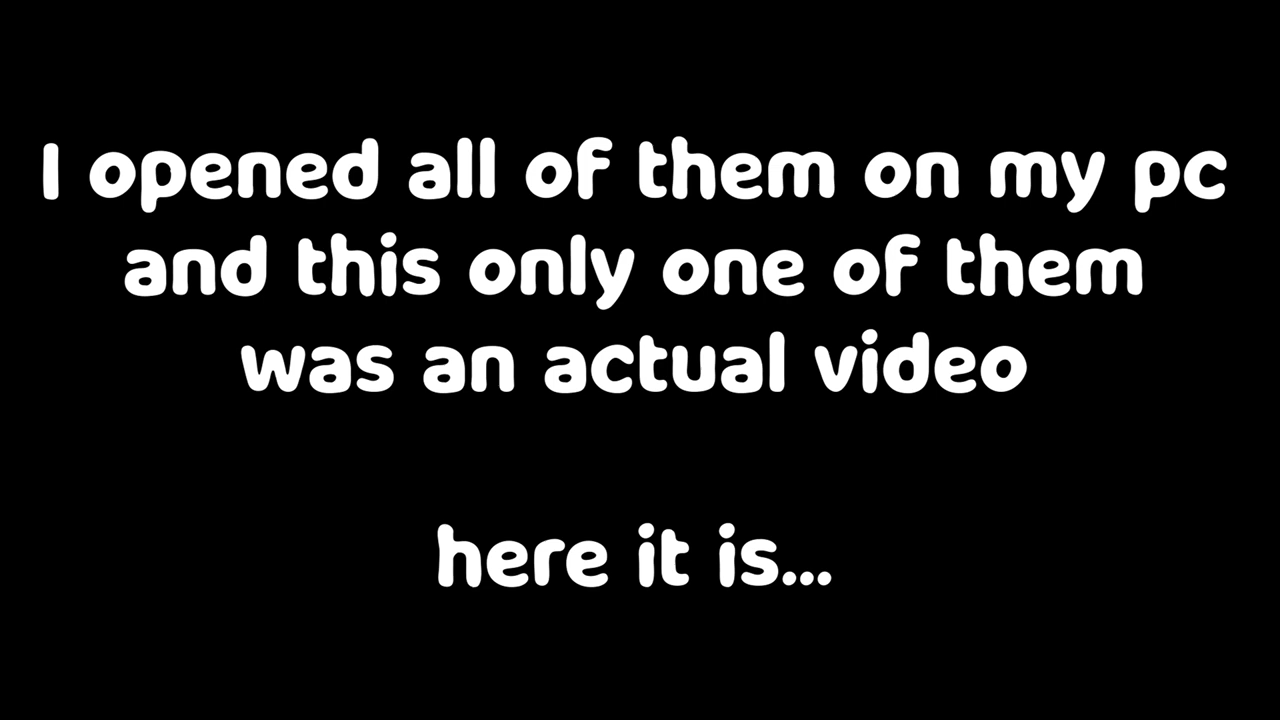 I opened all of them on my pc
and this only one of them
was an actual video
here it is...